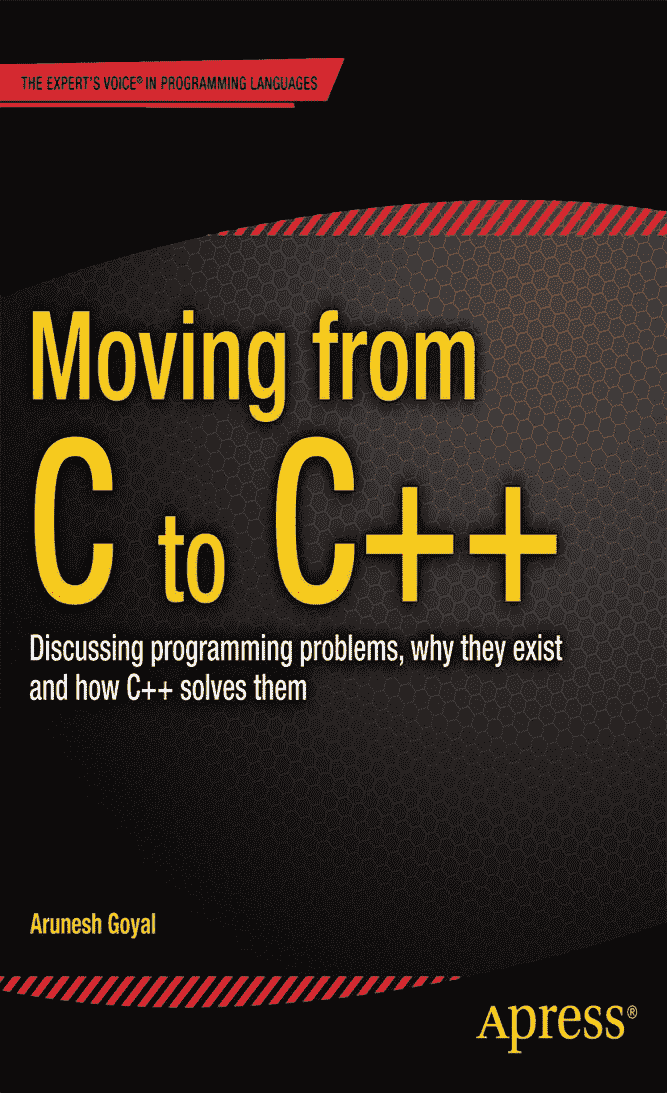 THE EXPERT'S VOICE® IN PROGRAMMING LANGUAGES
Moving from
C to C++
Discussing programming problems, why they exist
and how C++ solves them
Arunesh Goyal
Apress®